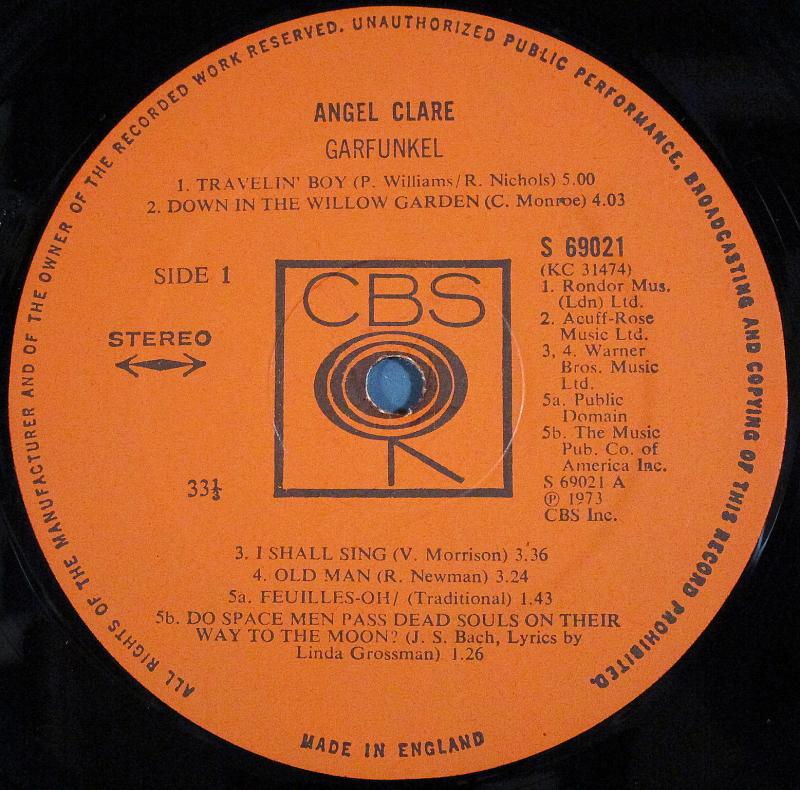 ALL RIGHTS OF THE MANUFACTURER AND OF THE OWNER OF THE RECORDED WORK RESERVED. UNAUTHORIZED PUBLIC PERFORMANCE, BROADCASTING AND COPYING OF THIS RECORD PROHIBITED.
ANGEL CLARE
GARFUNKEL
1. TRAVELIN' BOY (P. Williams/R. Nichols) 5.00
2. DOWN IN THE WILLOW GARDEN (C. Monroe) 4.03
SIDE 1
STEREO
33⅓
CBS
S 69021
(KC 31474)
1. Rondor Mus.
(Ldn) Ltd.
2. Acuff-Rose
Music Ltd.
3, 4. Warner
Bros. Music
Ltd.
5a. Public
Domain
5b. The Music
Pub. Co. of
America Inc.
S 69021 A
℗ 1973
CBS Inc.
3. I SHALL SING (V. Morrison) 3.36
4. OLD MAN (R. Newman) 3.24
5a. FEUILLES-OH/ (Traditional) 1.43
5b. DO SPACE MEN PASS DEAD SOULS ON THEIR
WAY TO THE MOON? (J. S. Bach, Lyrics by
Linda Grossman) 1.26
MADE IN ENGLAND